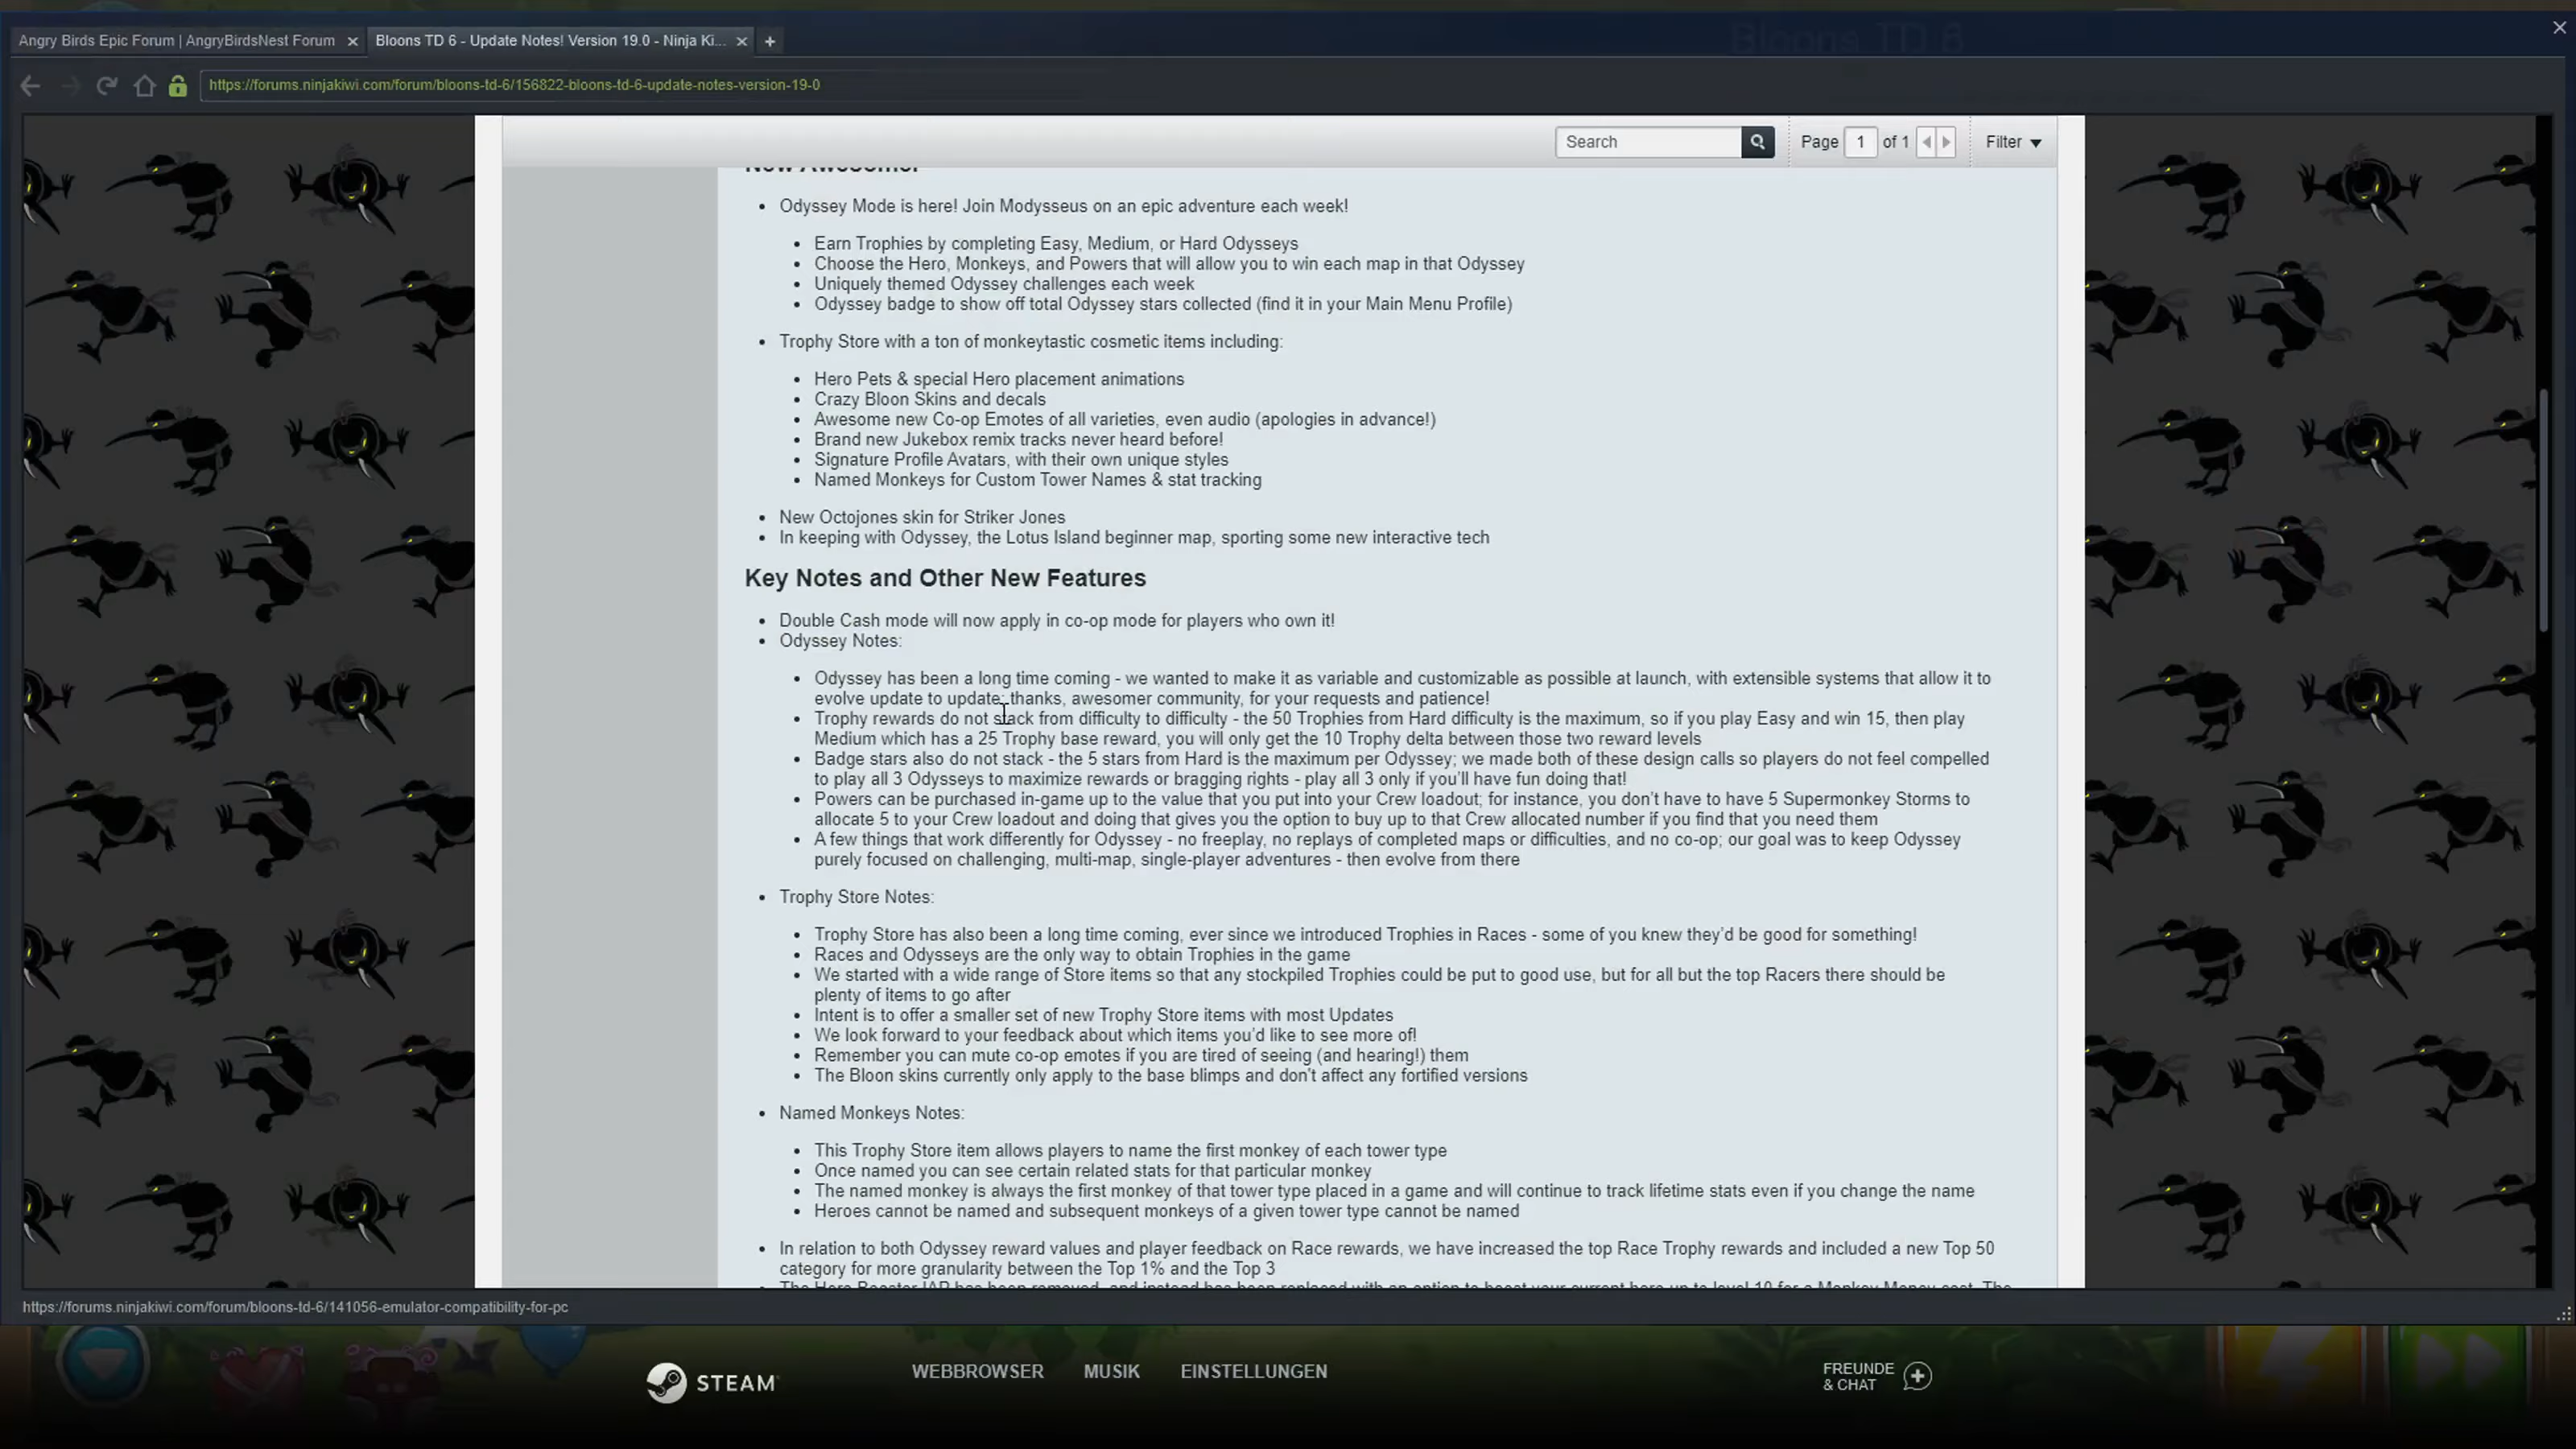 Bloons TD 6
Angry Birds Epic Forum | AngryBirdsNest Forum
Bloons TD 6 - Update Notes! Version 19.0 - Ninja Ki...
https://forums.ninjakiwi.com/forum/bloons-td-6/156822-bloons-td-6-update-notes-version-19-0
Search
Page 1 of 1
Filter
New Awesome!
Odyssey Mode is here! Join Modysseus on an epic adventure each week!
Earn Trophies by completing Easy, Medium, or Hard Odysseys
Choose the Hero, Monkeys, and Powers that will allow you to win each map in that Odyssey
Uniquely themed Odyssey challenges each week
Odyssey badge to show off total Odyssey stars collected (find it in your Main Menu Profile)
Trophy Store with a ton of monkeytastic cosmetic items including:
Hero Pets & special Hero placement animations
Crazy Bloon Skins and decals
Awesome new Co-op Emotes of all varieties, even audio (apologies in advance!)
Brand new Jukebox remix tracks never heard before!
Signature Profile Avatars, with their own unique styles
Named Monkeys for Custom Tower Names & stat tracking
New Octojones skin for Striker Jones
In keeping with Odyssey, the Lotus Island beginner map, sporting some new interactive tech
Key Notes and Other New Features
Double Cash mode will now apply in co-op mode for players who own it!
Odyssey Notes:
Odyssey has been a long time coming - we wanted to make it as variable and customizable as possible at launch, with extensible systems that allow it to
evolve update to update; thanks, awesomer community, for your requests and patience!
Trophy rewards do not stack from difficulty to difficulty - the 50 Trophies from Hard difficulty is the maximum, so if you play Easy and win 15, then play
Medium which has a 25 Trophy base reward, you will only get the 10 Trophy delta between those two reward levels
Badge stars also do not stack - the 5 stars from Hard is the maximum per Odyssey; we made both of these design calls so players do not feel compelled
to play all 3 Odysseys to maximize rewards or bragging rights - play all 3 only if you'll have fun doing that!
Powers can be purchased in-game up to the value that you put into your Crew loadout; for instance, you don't have to have 5 Supermonkey Storms to
allocate 5 to your Crew loadout and doing that gives you the option to buy up to that Crew allocated number if you find that you need them
A few things that work differently for Odyssey - no freeplay, no replays of completed maps or difficulties, and no co-op; our goal was to keep Odyssey
purely focused on challenging, multi-map, single-player adventures - then evolve from there
Trophy Store Notes:
Trophy Store has also been a long time coming, ever since we introduced Trophies in Races - some of you knew they'd be good for something!
Races and Odysseys are the only way to obtain Trophies in the game
We started with a wide range of Store items so that any stockpiled Trophies could be put to good use, but for all but the top Racers there should be
plenty of items to go after
Intent is to offer a smaller set of new Trophy Store items with most Updates
We look forward to your feedback about which items you'd like to see more of!
Remember you can mute co-op emotes if you are tired of seeing (and hearing!) them
The Bloon skins currently only apply to the base blimps and don't affect any fortified versions
Named Monkeys Notes:
This Trophy Store item allows players to name the first monkey of each tower type
Once named you can see certain related stats for that particular monkey
The named monkey is always the first monkey of that tower type placed in a game and will continue to track lifetime stats even if you change the name
Heroes cannot be named and subsequent monkeys of a given tower type cannot be named
In relation to both Odyssey reward values and player feedback on Race rewards, we have increased the top Race Trophy rewards and included a new Top 50
category for more granularity between the Top 1% and the Top 3
The Hero Booster IAP has been removed, and instead has been replaced with an option to boost your current hero up to level 10 for a Monkey Money cost. The
https://forums.ninjakiwi.com/forum/bloons-td-6/141056-emulator-compatibility-for-pc
STEAM
WEBBROWSER
MUSIK
EINSTELLUNGEN
FREUNDE
& CHAT